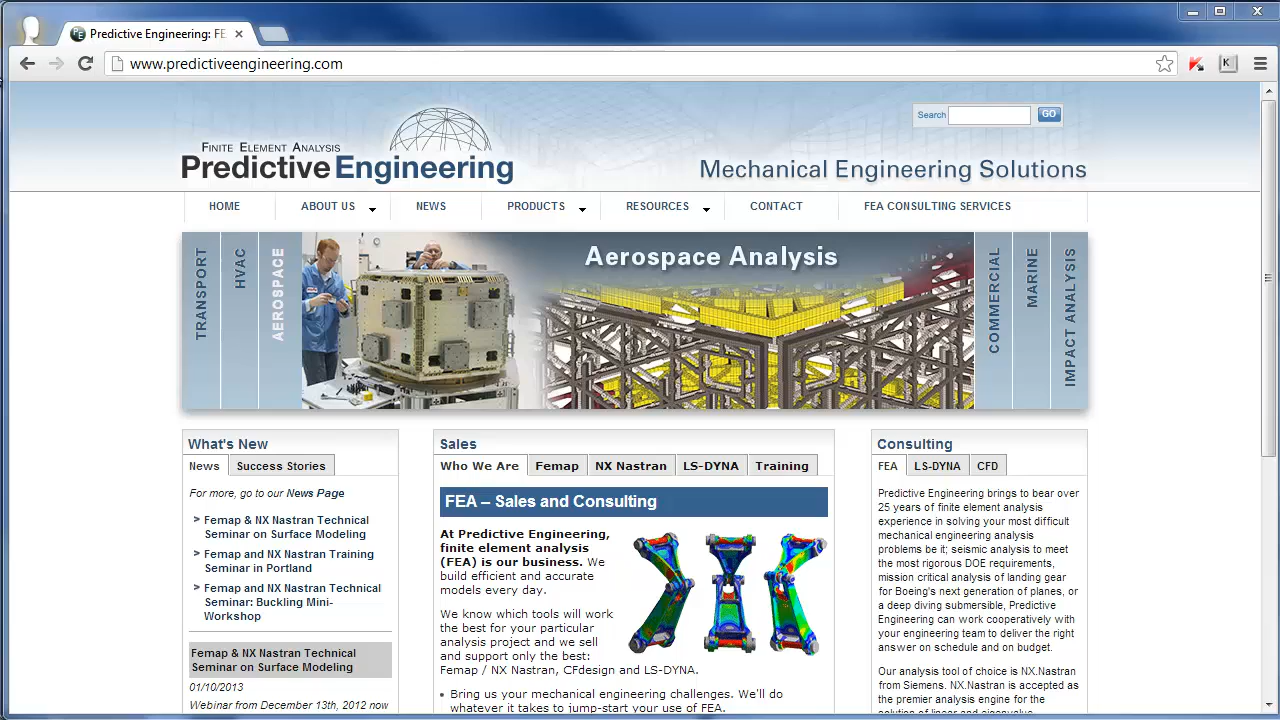 Predictive Engineering: FE
www.predictiveengineering.com
K
Search
GO
FINITE ELEMENT ANALYSIS
Predictive Engineering
Mechanical Engineering Solutions
HOME
ABOUT US
NEWS
PRODUCTS
RESOURCES
CONTACT
FEA CONSULTING SERVICES
TRANSPORT
HVAC
AEROSPACE
Aerospace Analysis
COMMERCIAL
MARINE
IMPACT ANALYSIS
What's New
News
Success Stories
For more, go to our News Page
> Femap & NX Nastran Technical
Seminar on Surface Modeling
> Femap and NX Nastran Training
Seminar in Portland
> Femap and NX Nastran Technical
Seminar: Buckling Mini-
Workshop
Femap & NX Nastran Technical
Seminar on Surface Modeling
01/10/2013
Webinar from December 13th, 2012 now
Sales
Who We Are
Femap
NX Nastran
LS-DYNA
Training
FEA – Sales and Consulting
At Predictive Engineering,
finite element analysis
(FEA) is our business. We
build efficient and accurate
models every day.
We know which tools will work
the best for your particular
analysis project and we sell
and support only the best:
Femap / NX Nastran, CFdesign and LS-DYNA.
• Bring us your mechanical engineering challenges. We'll do
whatever it takes to jump-start your use of FEA.
Consulting
FEA
LS-DYNA
CFD
Predictive Engineering brings to bear over
25 years of finite element analysis
experience in solving your most difficult
mechanical engineering analysis
problems be it; seismic analysis to meet
the most rigorous DOE requirements,
mission critical analysis of landing gear
for Boeing's next generation of planes, or
a deep diving submersible, Predictive
Engineering can work cooperatively with
your engineering team to deliver the right
answer on schedule and on budget.
Our analysis tool of choice is NX.Nastran
from Siemens. NX.Nastran is accepted as
the premier analysis engine for the
solution of linear and eigenvalue